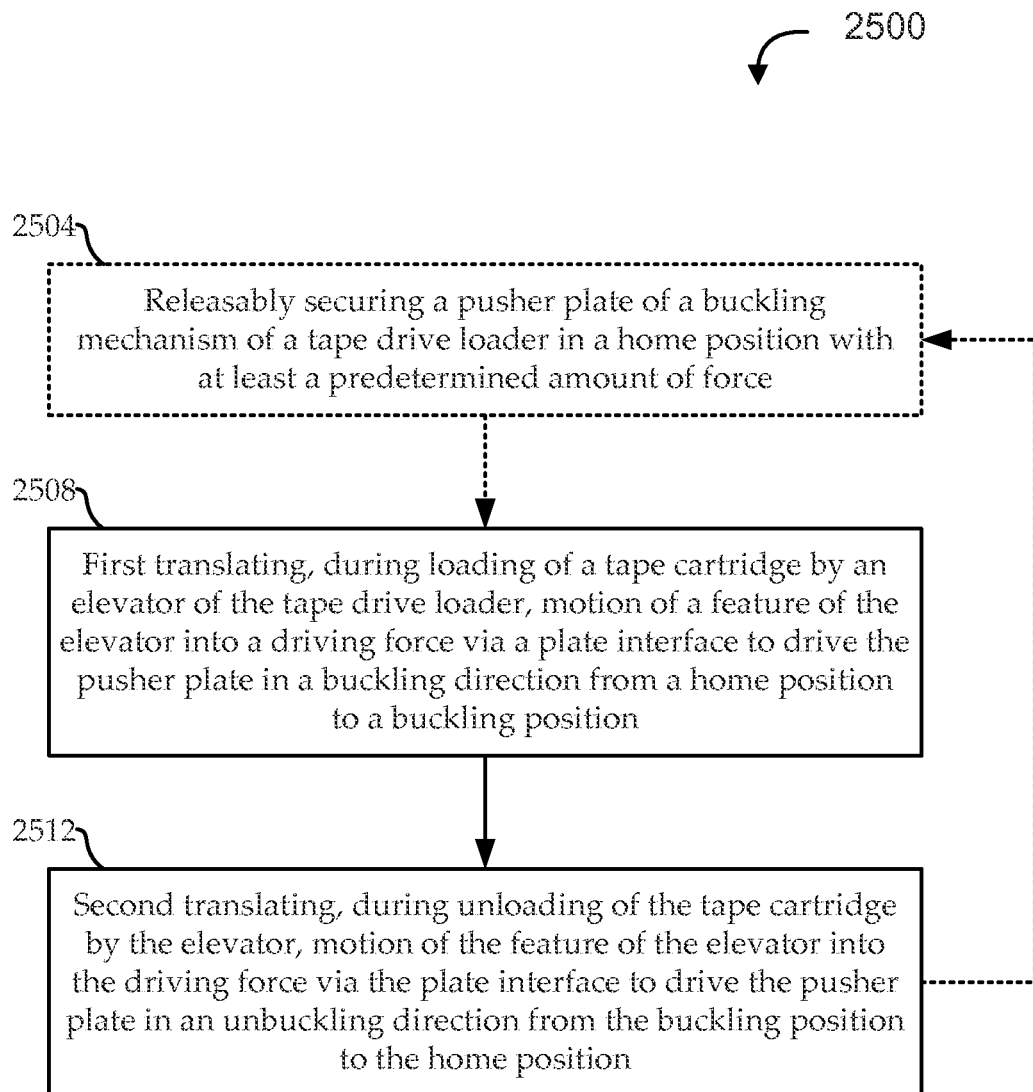 2500
2504
Releasably securing a pusher plate of a buckling
mechanism of a tape drive loader in a home position with
at least a predetermined amount of force
2508
First translating, during loading of a tape cartridge by an
elevator of the tape drive loader, motion of a feature of the
elevator into a driving force via a plate interface to drive the
pusher plate in a buckling direction from a home position
to a buckling position
2512
Second translating, during unloading of the tape cartridge
by the elevator, motion of the feature of the elevator into
the driving force via the plate interface to drive the pusher
plate in an unbuckling direction from the buckling position
to the home position